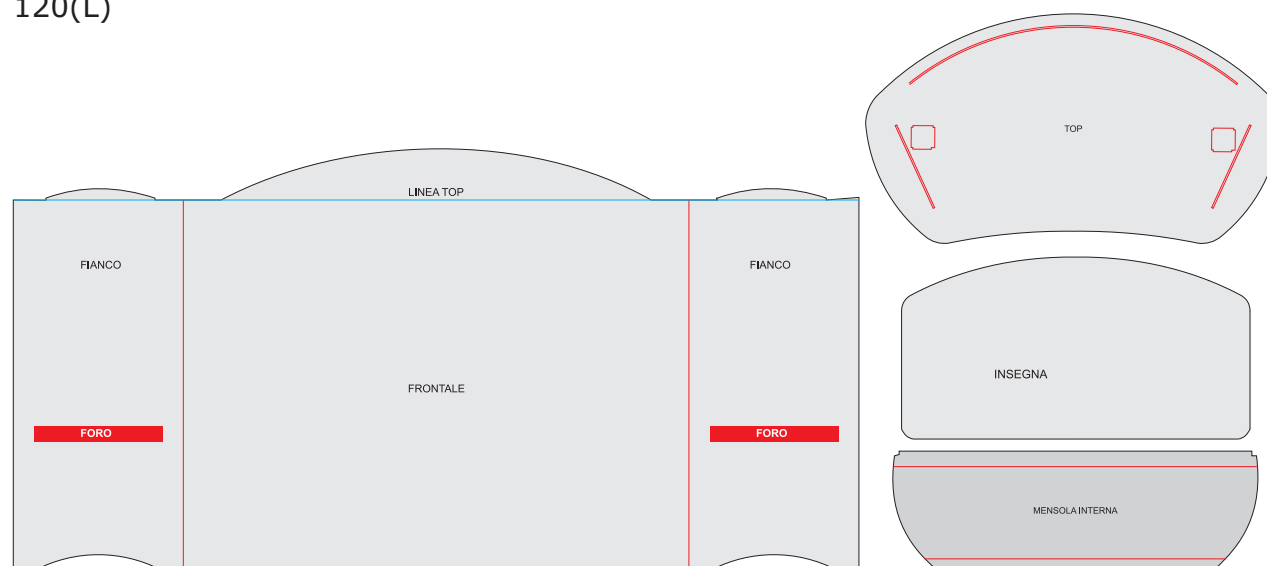 120(L)
TOP
LINEA TOP
FIANCO
FIANCO
INSEGNA
FRONTALE
FORO
FORO
MENSOLA INTERNA